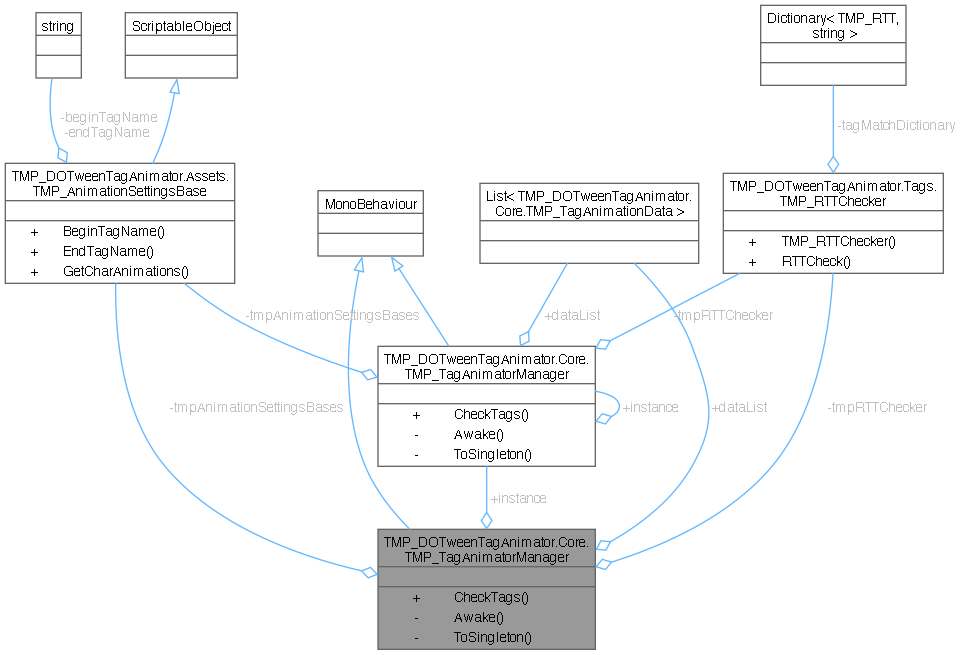 string
ScriptableObject
Dictionary< TMP_RTT,
string >
-beginTagName
-endTagName
-tagMatchDictionary
TMP_DOTweenTagAnimator.Assets.
TMP_AnimationSettingsBase
+ BeginTagName()
+ EndTagName()
+ GetCharAnimations()
MonoBehaviour
List< TMP_DOTweenTagAnimator.
Core.TMP_TagAnimationData >
TMP_DOTweenTagAnimator.Tags.
TMP_RTTChecker
+ TMP_RTTChecker()
+ RTTCheck()
-tmpAnimationSettingsBases
+dataList
-tmpRTTChecker
TMP_DOTweenTagAnimator.Core.
TMP_TagAnimatorManager
+ CheckTags()
- Awake()
- ToSingleton()
-tmpAnimationSettingsBases
+instance
+dataList
-tmpRTTChecker
+instance
TMP_DOTweenTagAnimator.Core.
TMP_TagAnimatorManager
+ CheckTags()
- Awake()
- ToSingleton()